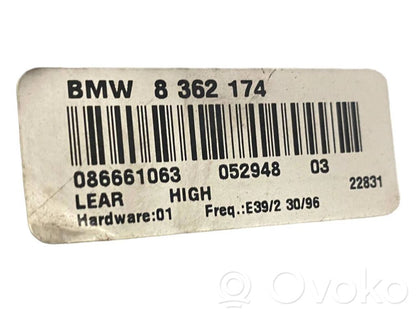 BMW 8 362 174
086661063 052948 03
LEAR HIGH 22831
Hardware:01 Freq.:E39/2 30/96
Ovoko